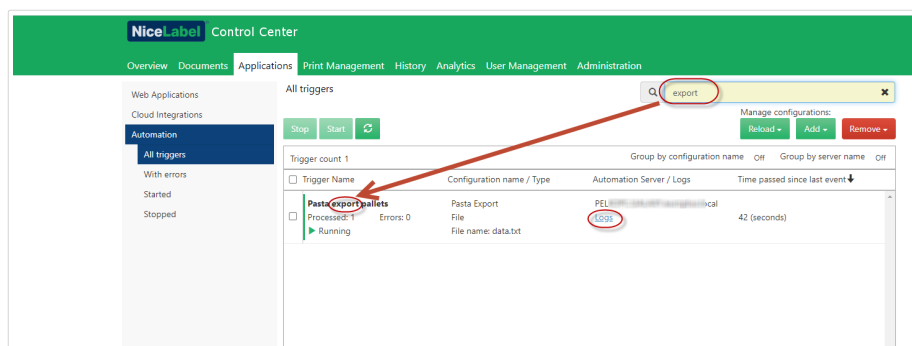 NiceLabel Control Center
Overview Documents Applications Print Management History Analytics User Management Administration
Web Applications
Cloud Integrations
Automation
All triggers
With errors
Started
Stopped
All triggers
export
Manage configurations:
Stop Start Reload Add Remove
Trigger count 1 Group by configuration name Off Group by server name Off
Trigger Name Configuration name / Type Automation Server / Logs Time passed since last event
Pasta export pallets Pasta Export
Processed: 1 Errors: 0 File Logs 42 (seconds)
Running File name: data.txt